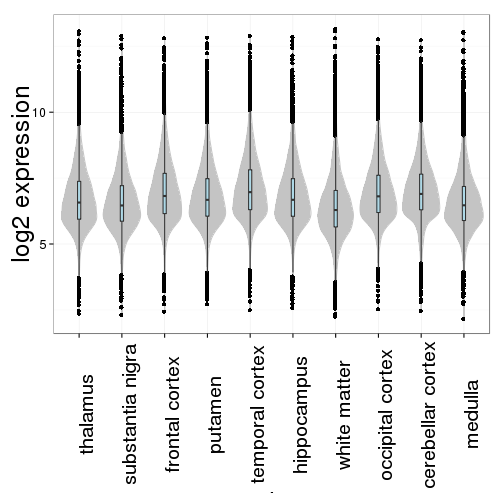 log2 expression
10
5
thalamus
substantia nigra
frontal cortex
putamen
temporal cortex
hippocampus
white matter
occipital cortex
cerebellar cortex
medulla